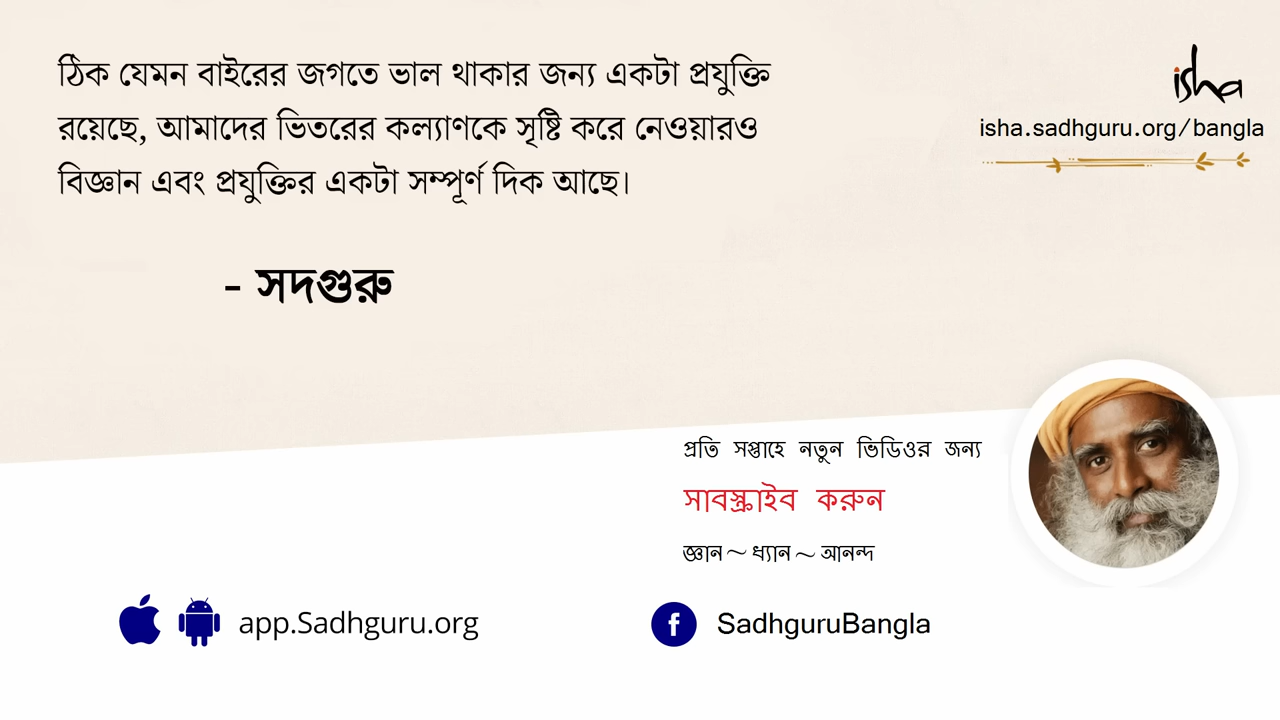 ঠিক যেমন বাইরের জগতে ভাল থাকার জন্য একটা প্রযুক্তি
রয়েছে, আমাদের ভিতরের কল্যাণকে সৃষ্টি করে নেওয়ারও
বিজ্ঞান এবং প্রযুক্তির একটা সম্পূর্ণ দিক আছে।
- সদগুরু
isha
isha.sadhguru.org/bangla
প্রতি সপ্তাহে নতুন ভিডিওর জন্য
সাবস্ক্রাইব করুন
জ্ঞান ~ ধ্যান ~ আনন্দ
app.Sadhguru.org
f SadhguruBangla